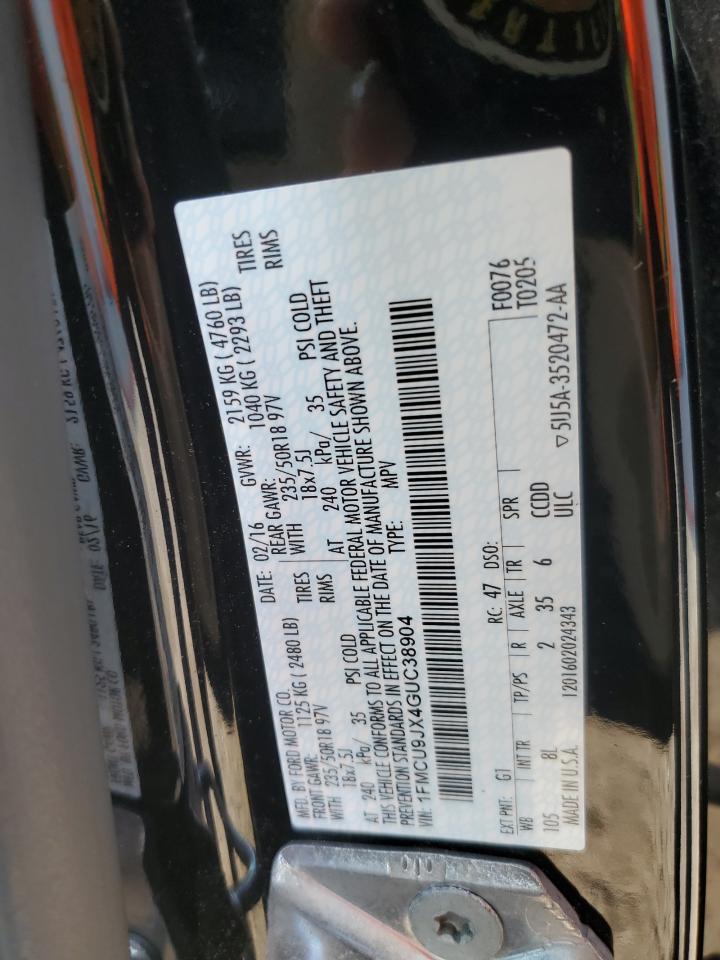 MFD. BY FORD MOTOR CO. DATE: 02/16 GVWR: 2159 KG ( 4760 LB)
FRONT GAWR: 1125 KG ( 2480 LB) REAR GAWR: 1040 KG ( 2293 LB)
WITH 235/50R18 97V TIRES WITH 235/50R18 97V TIRES
18x7.5J RIMS 18x7.5J RIMS
AT 240 kPa/ 35 PSI COLD AT 240 kPa/ 35 PSI COLD
THIS VEHICLE CONFORMS TO ALL APPLICABLE FEDERAL MOTOR VEHICLE SAFETY AND THEFT
PREVENTION STANDARDS IN EFFECT ON THE DATE OF MANUFACTURE SHOWN ABOVE.
VIN: 1FMCU9JX4GUC38904 TYPE: MPV
EXT PNT: G1 RC: 47 DSO: F0076
WB INT TR TP/PS R AXLE TR SPR T0205
105 8L 2 35 6 CCDD
1201602024343 ULC
MADE IN U.S.A. ▽5U5A-3520472-AA